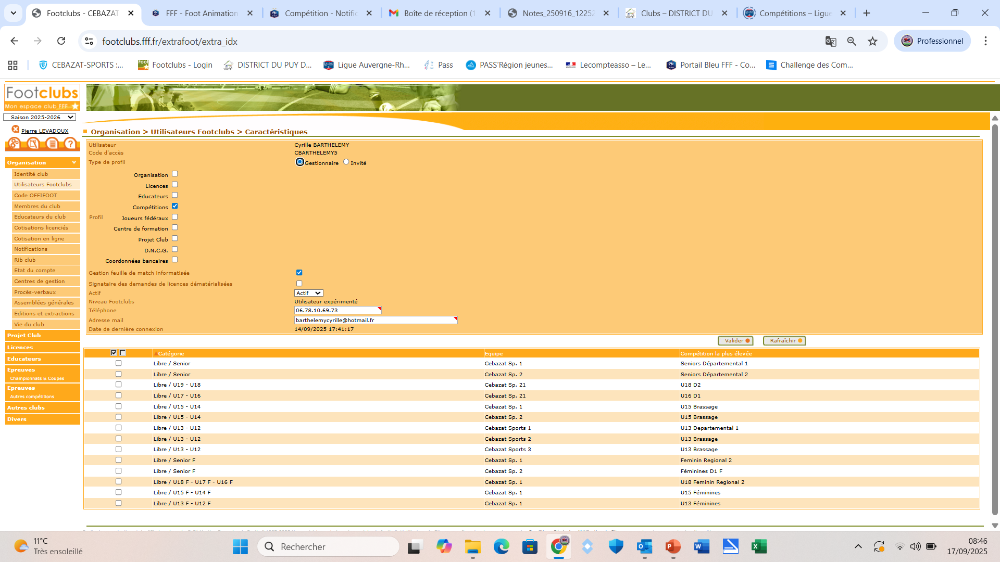 Footclubs - CEBAZAT
FFF - Foot Animation
Compétition - Notific
Boîte de réception (1
Notes_250916_12252
Clubs – DISTRICT DU
Compétitions – Ligue
footclubs.fff.fr/extrafoot/extra_idx
Professionnel
CEBAZAT-SPORTS :...
Footclubs - Login
DISTRICT DU PUY D...
Ligue Auvergne-Rh...
Pass
PASS'Région jeunes...
Lecompteasso – Le...
Portail Bleu FFF - Co...
Challenge des Com...
Footclubs
Mon espace club FFF
Saison 2025-2026
Pierre LEVADOUX
Organisation
Identité club
Utilisateurs Footclubs
Code OFFIFOOT
Membres du club
Educateurs du club
Cotisations licenciés
Cotisation en ligne
Notifications
Rib club
Etat du compte
Centres de gestion
Procès-verbaux
Assemblées générales
Editions et extractions
Vie du club
Projet Club
Licences
Educateurs
Epreuves
Championnats & Coupes
Epreuves
Autres compétitions
Autres clubs
Divers
Organisation > Utilisateurs Footclubs > Caractéristiques
Utilisateur Cyrille BARTHELEMY
Code d'accès CBARTHELEMY5
Type de profil Gestionnaire Invité
Profil
Organisation
Licences
Educateurs
Compétitions
Joueurs fédéraux
Centre de formation
Projet Club
D.N.C.G.
Coordonnées bancaires
Gestion feuille de match informatisée
Signataire des demandes de licences dématérialisées
Actif Actif
Niveau Footclubs Utilisateur expérimenté
Téléphone 06.78.10.69.73
Adresse mail barthelemycyrille@hotmail.fr
Date de dernière connexion 14/09/2025 17:41:17
Valider Rafraîchir
Catégorie Equipe Compétition la plus élevée
Libre / Senior Cebazat Sp. 1 Seniors Départemental 1
Libre / Senior Cebazat Sp. 2 Seniors Départemental 2
Libre / U19 - U18 Cebazat Sp. 21 U18 D2
Libre / U17 - U16 Cebazat Sp. 21 U16 D1
Libre / U15 - U14 Cebazat Sp. 1 U15 Brassage
Libre / U15 - U14 Cebazat Sp. 2 U15 Brassage
Libre / U13 - U12 Cebazat Sports 1 U13 Departemental 1
Libre / U13 - U12 Cebazat Sports 2 U13 Brassage
Libre / U13 - U12 Cebazat Sports 3 U13 Brassage
Libre / Senior F Cebazat Sp. 1 Feminin Regional 2
Libre / Senior F Cebazat Sp. 2 Féminines D1 F
Libre / U18 F - U17 F - U16 F Cebazat Sp. 1 U18 Feminin Regional 2
Libre / U15 F - U14 F Cebazat Sp. 1 U15 Féminines
Libre / U13 F - U12 F Cebazat Sp. 1 U13 Féminines
11°C
Très ensoleillé
Rechercher
08:46
17/09/2025